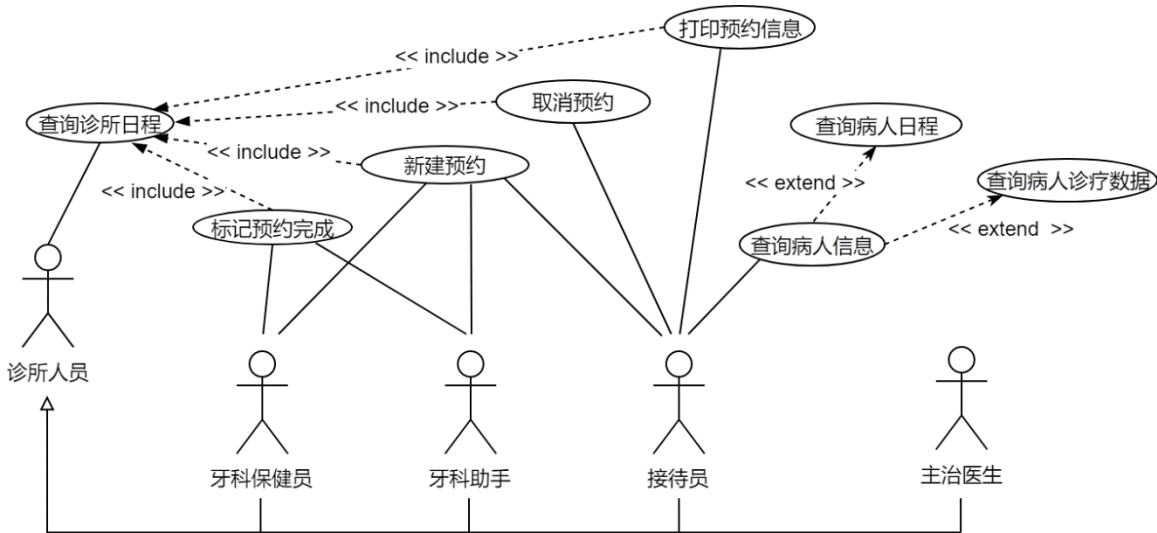 打印预约信息
<< include >>
取消预约
<< include >>
查询诊所日程
查询病人日程
<< include >>
新建预约
<< extend >>
查询病人诊疗数据
<< include >>
标记预约完成
<< extend >>
查询病人信息
诊所人员
牙科保健员
牙科助手
接待员
主治医生